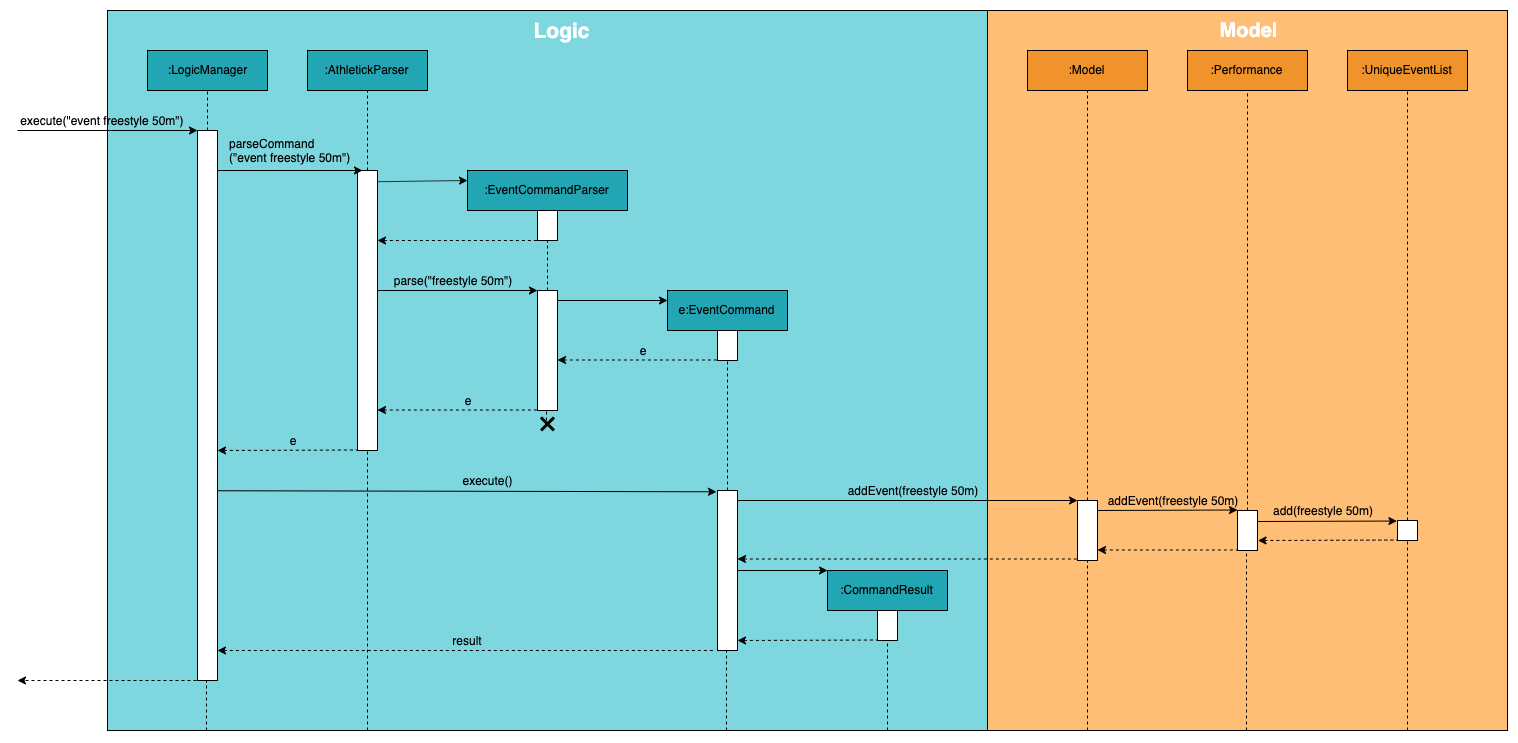 Logic
Model
:LogicManager
:AthletickParser
:Model
:Performance
:UniqueEventList
execute("event freestyle 50m")
parseCommand
("event freestyle 50m")
:EventCommandParser
parse("freestyle 50m")
e:EventCommand
e
e
e
execute()
addEvent(freestyle 50m)
addEvent(freestyle 50m)
add(freestyle 50m)
:CommandResult
result